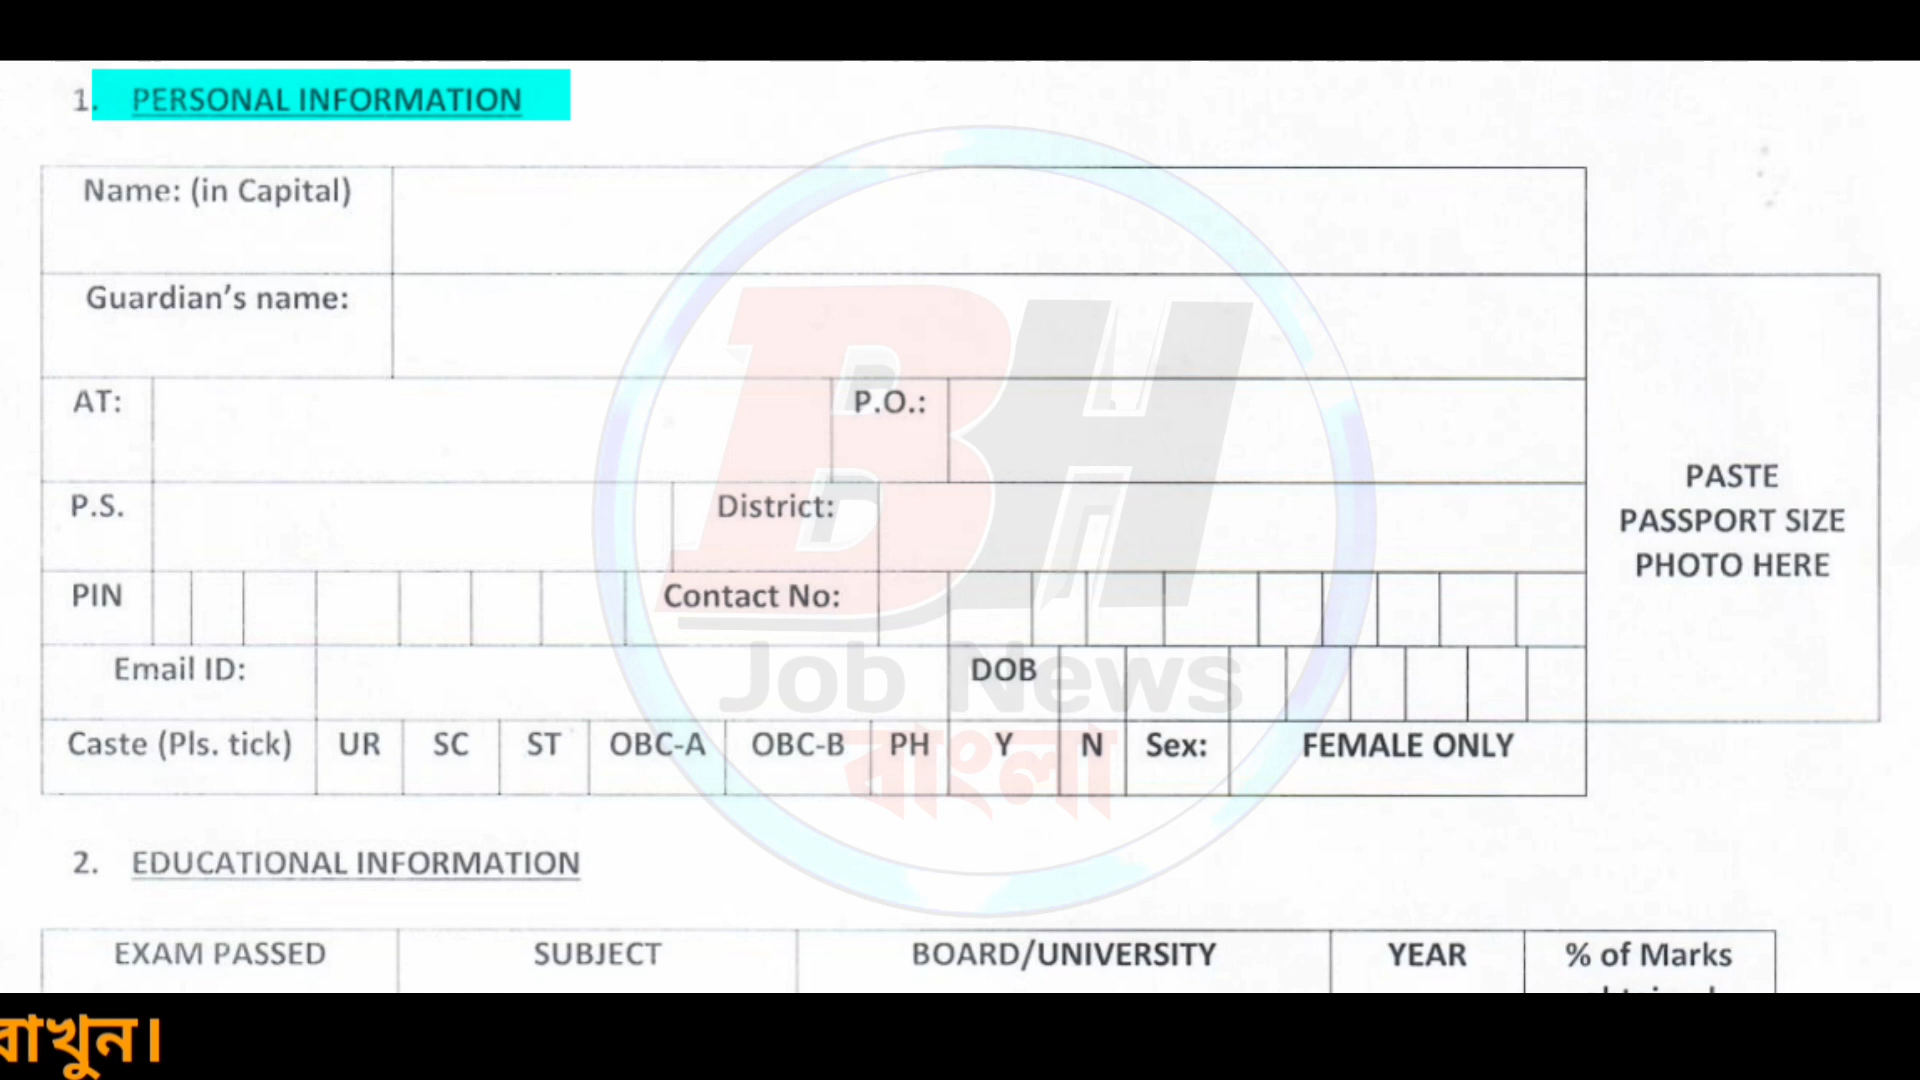 1. PERSONAL INFORMATION
Name: (in Capital)
Guardian's name:
AT: P.O.:
P.S. District:
PIN Contact No:
Email ID: DOB
Caste (Pls. tick) UR SC ST OBC-A OBC-B PH Y N Sex: FEMALE ONLY
PASTE
PASSPORT SIZE
PHOTO HERE
BH
Job News
বাংলা
2. EDUCATIONAL INFORMATION
EXAM PASSED SUBJECT BOARD/UNIVERSITY YEAR % of Marks
রাখুন।